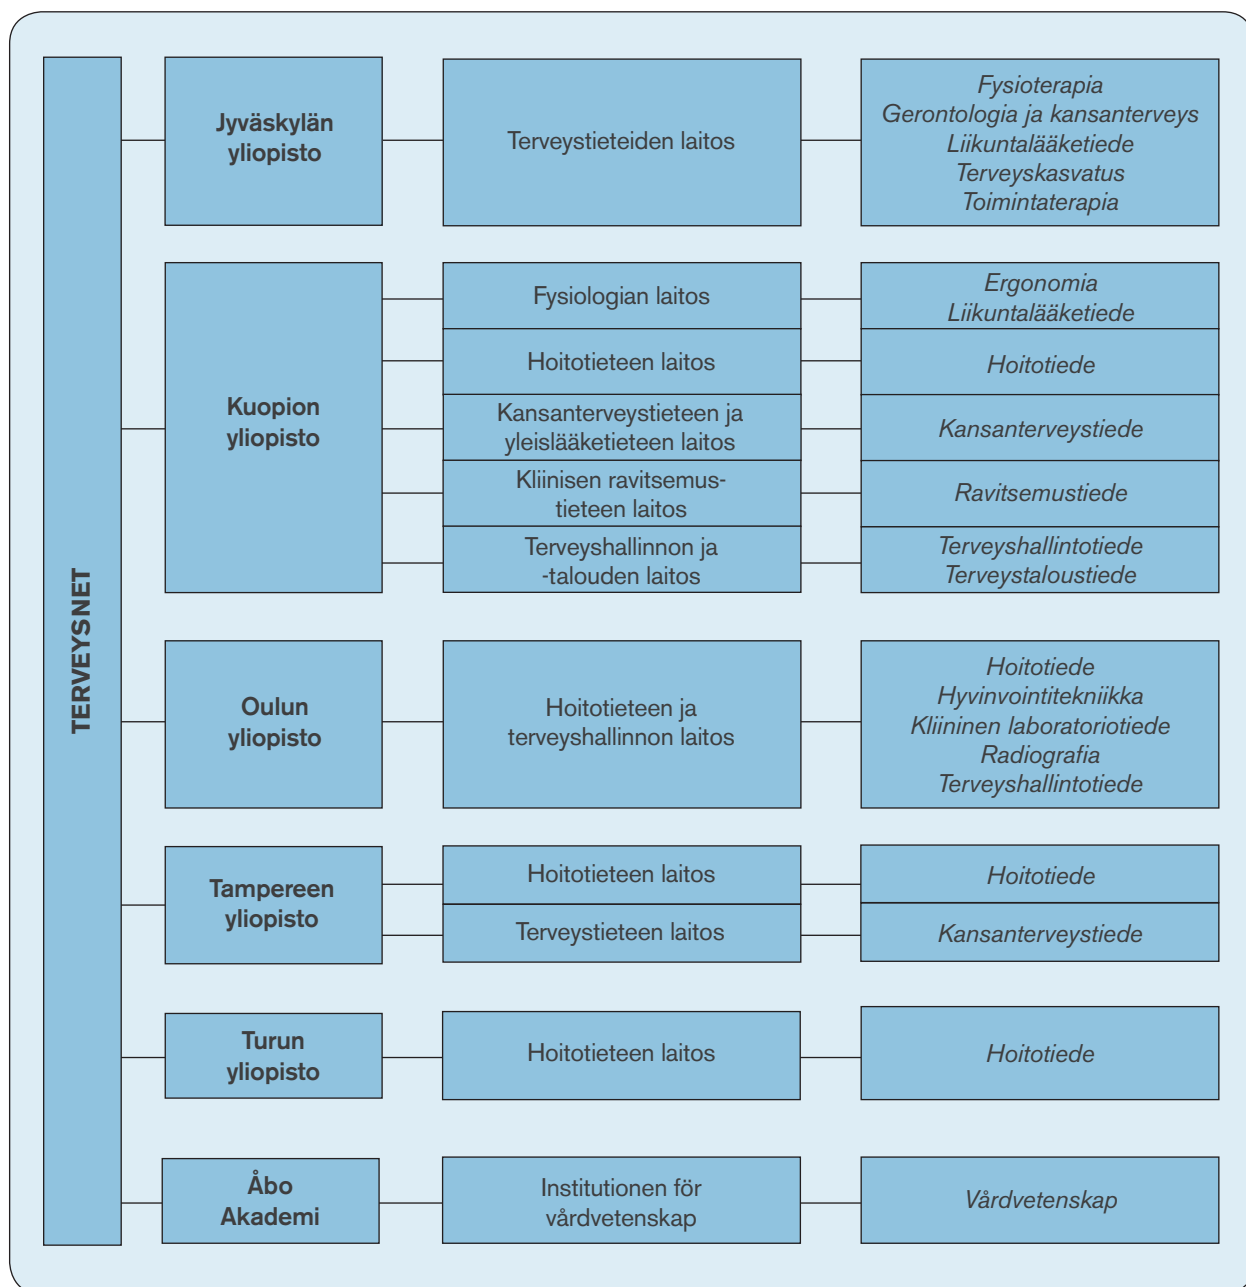 TERVEYSNET
Jyväskylän
yliopisto
Terveystieteiden laitos
Fysioterapia
Gerontologia ja kansanterveys
Liikuntalääketiede
Terveyskasvatus
Toimintaterapia
Kuopion
yliopisto
Fysiologian laitos
Ergonomia
Liikuntalääketiede
Hoitotieteen laitos
Hoitotiede
Kansanterveystieteen ja
yleislääketieteen laitos
Kansanterveystiede
Kliinisen ravitsemus-
tieteen laitos
Ravitsemustiede
Terveyshallinnon ja
-talouden laitos
Terveyshallintotiede
Terveystaloustiede
Oulun
yliopisto
Hoitotieteen ja
terveyshallinnon laitos
Hoitotiede
Hyvinvointitekniikka
Kliininen laboratoriotiede
Radiografia
Terveyshallintotiede
Tampereen
yliopisto
Hoitotieteen laitos
Hoitotiede
Terveystieteen laitos
Kansanterveystiede
Turun
yliopisto
Hoitotieteen laitos
Hoitotiede
Åbo
Akademi
Institutionen för
vårdvetenskap
Vårdvetenskap